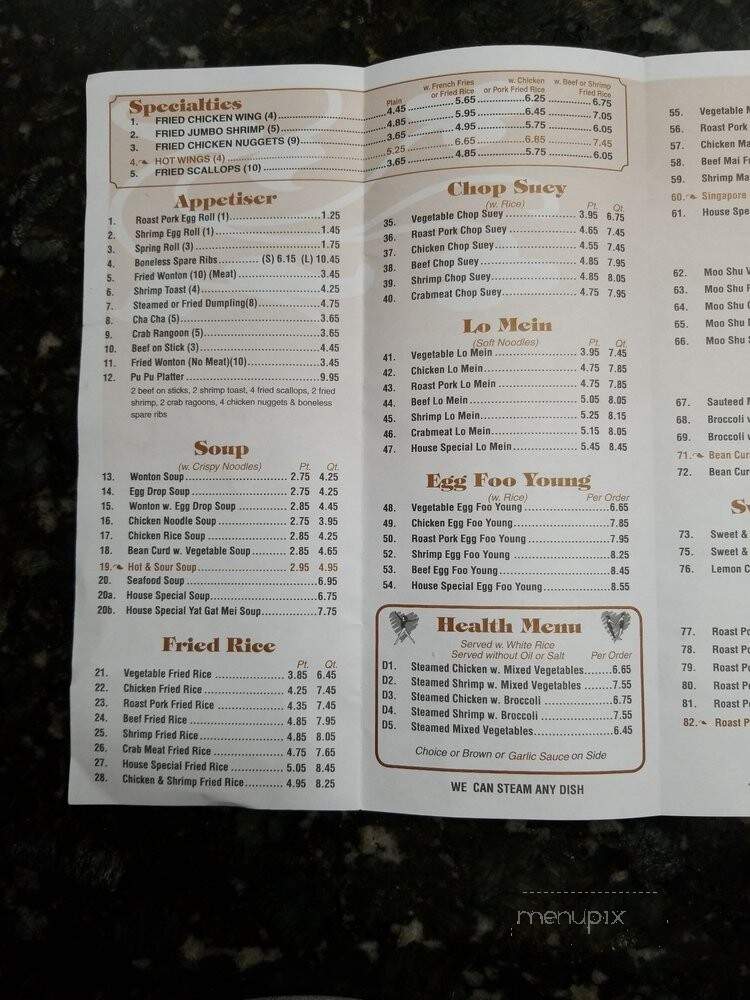 Specialties
Plain
w. French Fries or Fried Rice
w. Chicken or Pork Fried Rice
w. Beef or Shrimp Fried Rice
1. FRIED CHICKEN WING (4) 4.45 5.65 6.25 6.75
2. FRIED JUMBO SHRIMP (5) 4.85 5.95 6.45 7.05
3. FRIED CHICKEN NUGGETS (9) 3.65 4.95 5.75 6.05
4. HOT WINGS (4) 5.25 6.65 6.85 7.45
5. FRIED SCALLOPS (10) 3.65 4.85 5.75 6.05
Appetiser
1. Roast Pork Egg Roll (1) 1.25
2. Shrimp Egg Roll (1) 1.45
3. Spring Roll (3) 1.75
4. Boneless Spare Ribs (S) 6.15 (L) 10.45
5. Fried Wonton (10) (Meat) 3.45
6. Shrimp Toast (4) 4.25
7. Steamed or Fried Dumpling(8) 4.75
8. Cha Cha (5) 3.65
9. Crab Rangoon (5) 3.65
10. Beef on Stick (3) 4.45
11. Fried Wonton (No Meat)(10) 3.45
12. Pu Pu Platter 9.95
2 beef on sticks, 2 shrimp toast, 4 fried scallops, 2 fried
shrimp, 2 crab ragoons, 4 chicken nuggets & boneless
spare ribs
Soup
(w. Crispy Noodles) Pt. Qt.
13. Wonton Soup 2.75 4.25
14. Egg Drop Soup 2.75 4.25
15. Wonton w. Egg Drop Soup 2.85 4.45
16. Chicken Noodle Soup 2.75 3.95
17. Chicken Rice Soup 2.85 4.25
18. Bean Curd w. Vegetable Soup 2.85 4.65
19. Hot & Sour Soup 2.95 4.95
20. Seafood Soup 6.95
20a. House Special Soup 6.75
20b. House Special Yat Gat Mei Soup 7.75
Fried Rice
Pt. Qt.
21. Vegetable Fried Rice 3.85 6.45
22. Chicken Fried Rice 4.25 7.45
23. Roast Pork Fried Rice 4.35 7.45
24. Beef Fried Rice 4.85 7.95
25. Shrimp Fried Rice 4.85 8.05
26. Crab Meat Fried Rice 4.75 7.65
27. House Special Fried Rice 5.05 8.45
28. Chicken & Shrimp Fried Rice 4.95 8.25
Chop Suey
(w. Rice) Pt. Qt.
35. Vegetable Chop Suey 3.95 6.75
36. Roast Pork Chop Suey 4.65 7.45
37. Chicken Chop Suey 4.55 7.45
38. Beef Chop Suey 4.85 7.95
39. Shrimp Chop Suey 4.85 8.05
40. Crabmeat Chop Suey 4.75 7.95
Lo Mein
(Soft Noodles) Pt. Qt.
41. Vegetable Lo Mein 3.95 7.45
42. Chicken Lo Mein 4.75 7.85
43. Roast Pork Lo Mein 4.75 7.85
44. Beef Lo Mein 5.05 8.05
45. Shrimp Lo Mein 5.25 8.15
46. Crabmeat Lo Mein 5.15 8.05
47. House Special Lo Mein 5.45 8.45
Egg Foo Young
(w. Rice) Per Order
48. Vegetable Egg Foo Young 6.65
49. Chicken Egg Foo Young 7.85
50. Roast Pork Egg Foo Young 7.95
52. Shrimp Egg Foo Young 8.25
53. Beef Egg Foo Young 8.45
54. House Special Egg Foo Young 8.55
Health Menu
Served w. White Rice
Served without Oil or Salt Per Order
D1. Steamed Chicken w. Mixed Vegetables 6.65
D2. Steamed Shrimp w. Mixed Vegetables 7.55
D3. Steamed Chicken w. Broccoli 6.75
D4. Steamed Shrimp w. Broccoli 7.55
D5. Steamed Mixed Vegetables 6.45
Choice or Brown or Garlic Sauce on Side
WE CAN STEAM ANY DISH
55. Vegetable M
56. Roast Pork
57. Chicken Ma
58. Beef Mai F
59. Shrimp Ma
60. Singapore
61. House Spe
62. Moo Shu V
63. Moo Shu
64. Moo Shu
65. Moo Shu
66. Moo Shu
67. Sauteed M
68. Broccoli
69. Broccoli
71. Bean Cur
72. Bean Cur
Sw
73. Sweet &
75. Sweet &
76. Lemon C
77. Roast Po
78. Roast Po
79. Roast Po
80. Roast Po
81. Roast Po
82. Roast P
menupix